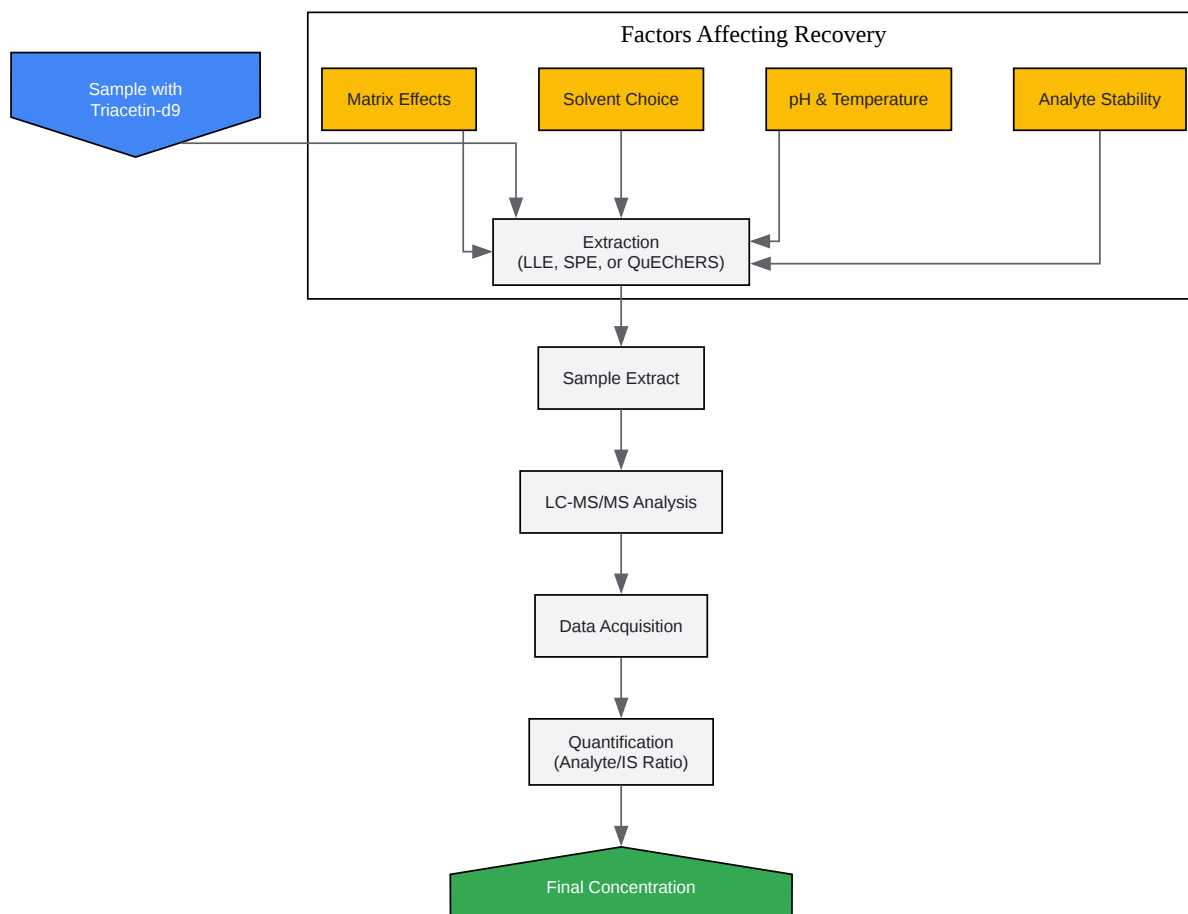 Factors Affecting Recovery
Sample with
Triacetin-d9
Matrix Effects
Solvent Choice
pH & Temperature
Analyte Stability
Extraction
(LLE, SPE, or QuEChERS)
Sample Extract
LC-MS/MS Analysis
Data Acquisition
Quantification
(Analyte/IS Ratio)
Final Concentration